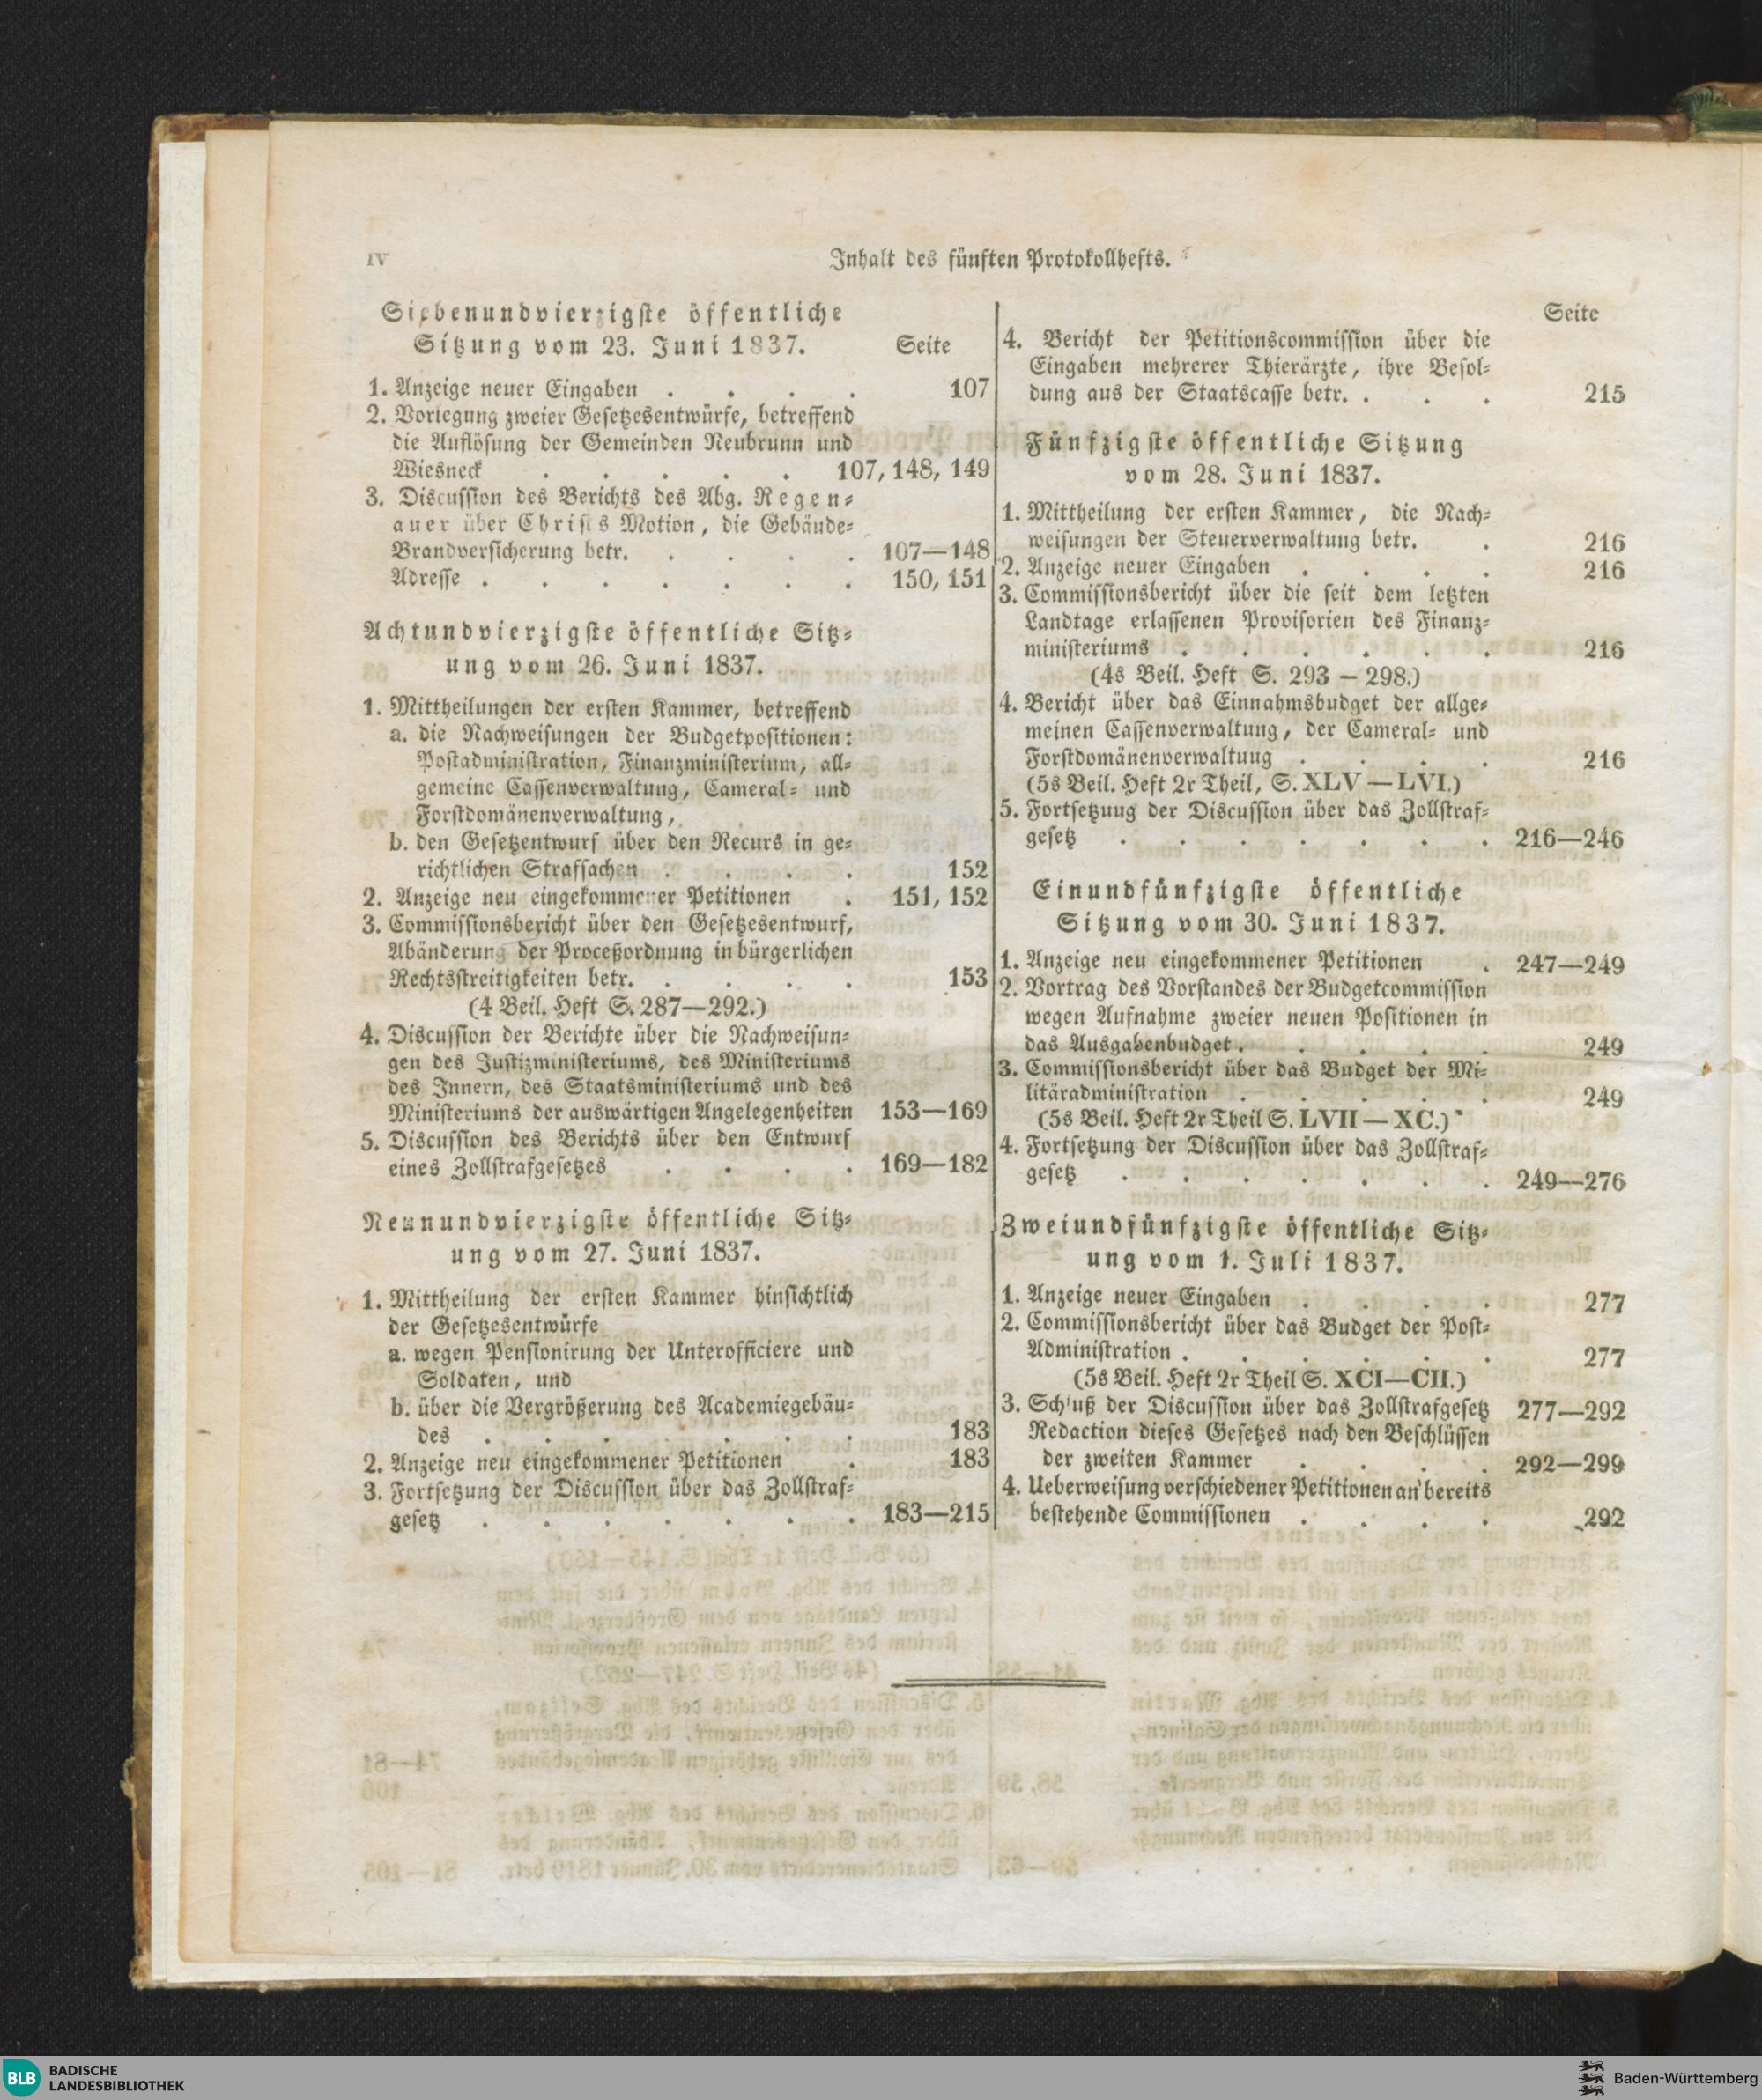 IV
Inhalt des fünften Protokollhefts.
Siebenundvierzigste öffentliche
Sitzung vom 23. Juni 1837. Seite
1. Anzeige neuer Eingaben . . . . 107
2. Vorlegung zweier Gesetzesentwürfe, betreffend
die Auflösung der Gemeinden Neubrunn und
Wiesneck . . . . . 107, 148, 149
3. Discussion des Berichts des Abg. Regen-
auer über Christs Motion, die Gebäude-
Brandversicherung betr. . . . . 107—148
Adresse . . . . . . . 150, 151
Achtundvierzigste öffentliche Sitz-
ung vom 26. Juni 1837.
1. Mittheilungen der ersten Kammer, betreffend
a. die Nachweisungen der Budgetpositionen:
Postadministration, Finanzministerium, all-
gemeine Cassenverwaltung, Cameral- und
Forstdomänenverwaltung,
b. den Gesetzentwurf über den Recurs in ge-
richtlichen Strafsachen . . . . 152
2. Anzeige neu eingekommener Petitionen . 151, 152
3. Commissionsbericht über den Gesetzesentwurf,
Abänderung der Proceßordnung in bürgerlichen
Rechtsstreitigkeiten betr. . . . . 153
(4 Beil. Heft S. 287—292.)
4. Discussion der Berichte über die Nachweisun-
gen des Justizministeriums, des Ministeriums
des Innern, des Staatsministeriums und des
Ministeriums der auswärtigen Angelegenheiten 153—169
5. Discussion des Berichts über den Entwurf
eines Zollstrafgesetzes . . . . 169—182
Neunundvierzigste öffentliche Sitz-
ung vom 27. Juni 1837.
1. Mittheilung der ersten Kammer hinsichtlich
der Gesetzesentwürfe
a. wegen Pensionirung der Unterofficiere und
Soldaten, und
b. über die Vergrößerung des Academiegebäu-
des . . . . . . . 183
2. Anzeige neu eingekommener Petitionen . 183
3. Fortsetzung der Discussion über das Zollstraf-
gesetz . . . . . . . 183—215
Seite
4. Bericht der Petitionscommission über die
Eingaben mehrerer Thierärzte, ihre Besol-
dung aus der Staatscasse betr. . . . 215
Fünfzigste öffentliche Sitzung
vom 28. Juni 1837.
1. Mittheilung der ersten Kammer, die Nach-
weisungen der Steuerverwaltung betr. . 216
2. Anzeige neuer Eingaben . . . . 216
3. Commissionsbericht über die seit dem letzten
Landtage erlassenen Provisorien des Finanz-
ministeriums . . . . . . 216
(4s Beil. Heft S. 293 — 298.)
4. Bericht über das Einnahmsbudget der allge-
meinen Cassenverwaltung, der Cameral- und
Forstdomänenverwaltuug . . . . 216
(5s Beil. Heft 2r Theil, S. XLV — LVI.)
5. Fortsetzuug der Discussion über das Zollstraf-
gesetz . . . . . . . 216—246
Einundfünfzigste öffentliche
Sitzung vom 30. Juni 1837.
1. Anzeige neu eingekommener Petitionen . 247—249
2. Vortrag des Vorstandes der Budgetcommission
wegen Aufnahme zweier neuen Positionen in
das Ausgabenbudget . . . . . 249
3. Commissionsbericht über das Budget der Mi-
litäradministration . . . . . 249
(5s Beil. Heft 2r Theil S. LVII — XC.)
4. Fortsetzung der Discussion über das Zollstraf-
gesetz . . . . . . . 249—276
Zweiundfünfzigste öffentliche Sitz-
ung vom 1. Juli 1837.
1. Anzeige neuer Eingaben . . . . 277
2. Commissionsbericht über das Budget der Post-
Administration . . . . . . 277
(5s Beil. Heft 2r Theil S. XCI—CII.)
3. Schluß der Discussion über das Zollstrafgesetz 277—292
Redaction dieses Gesetzes nach den Beschlüssen
der zweiten Kammer . . . . 292—299
4. Ueberweisung verschiedener Petitionen an bereits
bestehende Commissionen . . . . 292
BLB BADISCHE
LANDESBIBLIOTHEK
Baden-Württemberg